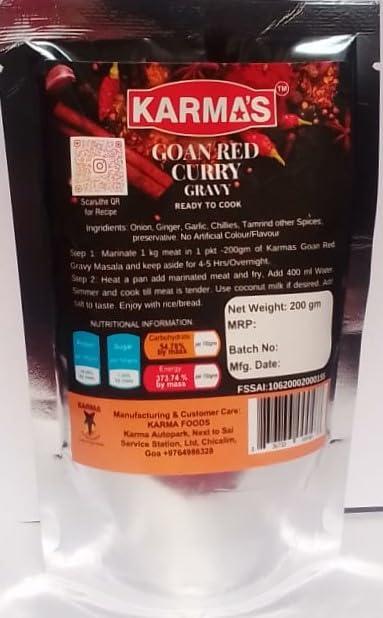 KARMA'S TM
GOAN RED
CURRY
GRAVY
READY TO COOK
Scan the QR
for Recipe
Ingredients: Onion, Ginger, Garlic, Chillies, Tamrind other Spices,
preservative. No Artificial Colour/Flavour
Step 1: Marinate 1 kg meat in 1 pkt -200gm of Karmas Goan Red
Gravy Masala and keep aside for 4-5 Hrs/Overnight.
Step 2: Heat a pan add marinated meat and fry. Add 400 ml Water
Simmer and cook till meat is tender. Use coconut milk if desired. Add
salt to taste. Enjoy with rice/bread.
NUTRITIONAL INFORMATION
Protein
Sugar
Carbohydrate
54.78%
by mass
per 100gm
Energy
373.74 %
by mass
per 100gm
Net Weight: 200 gm
MRP:
Batch No:
Mfg. Date:
FSSAI:10620002000155
KARMA
Manufacturing & Customer Care:
KARMA FOODS
Karma Autopark, Next to Sai
Service Station, Ltd, Chicalim,
Goa +9764986328